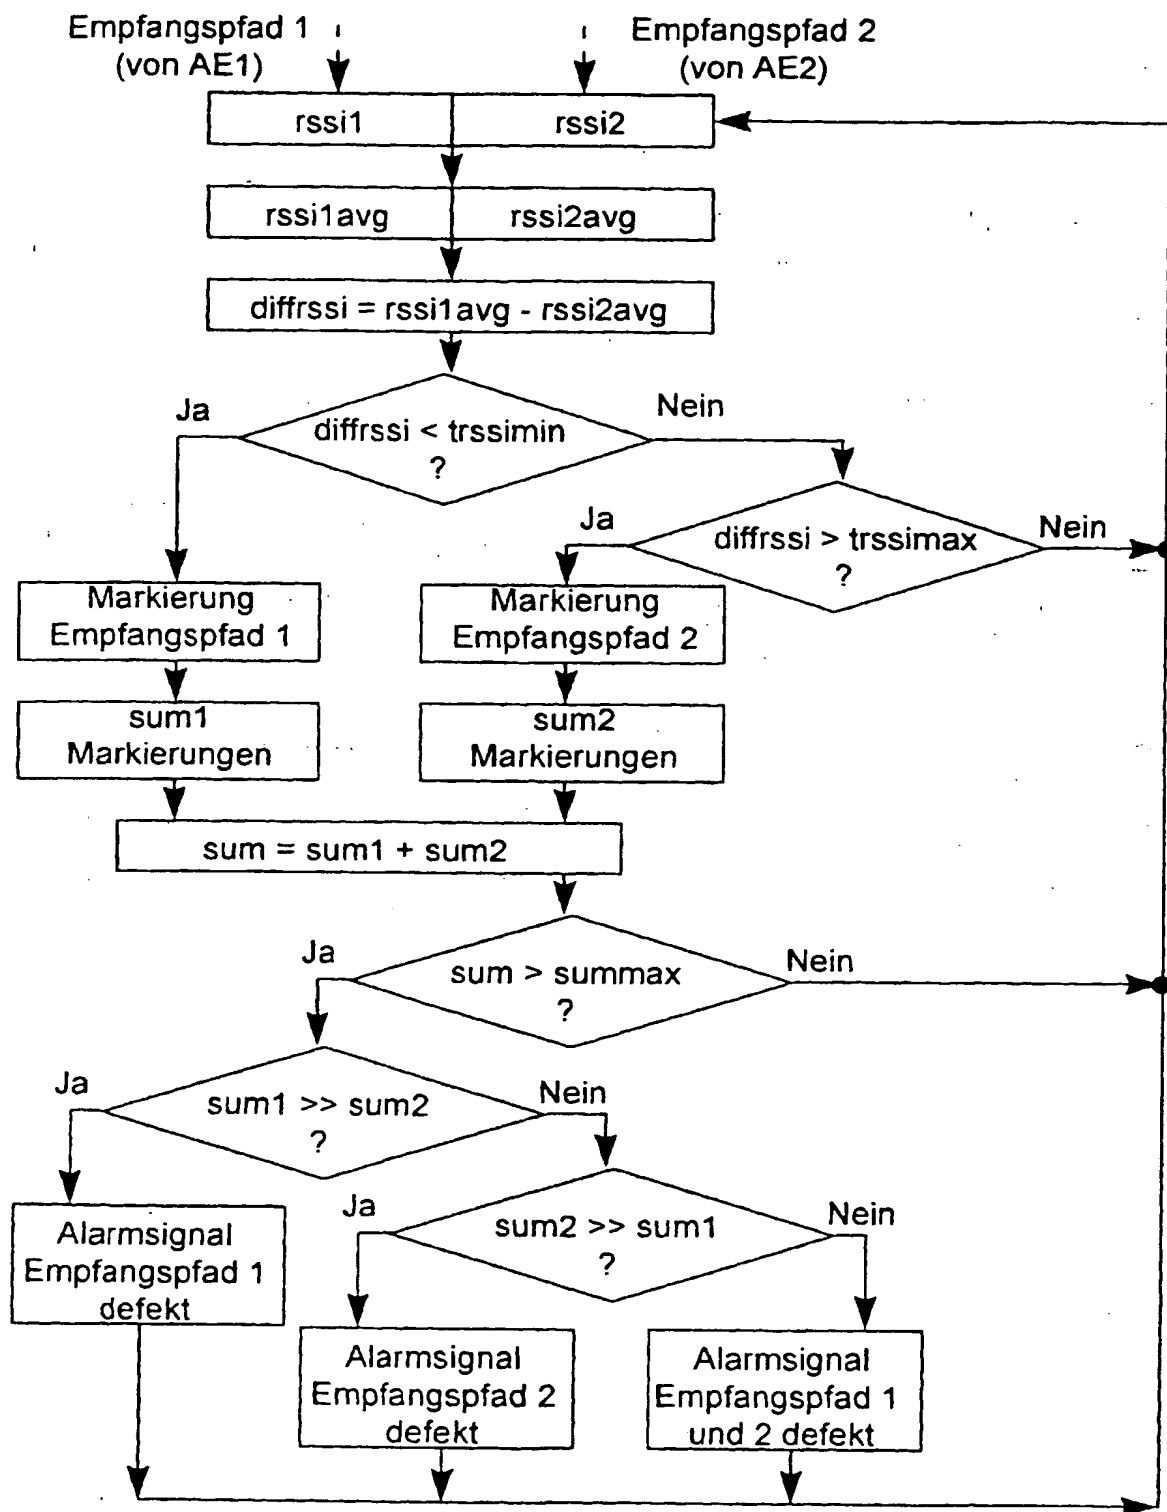 Empfangspfad 1
(von AE1)
Empfangspfad 2
(von AE2)
rssi1
rssi2
rssi1avg
rssi2avg
diffrssi = rssi1avg - rssi2avg
Ja
diffrssi < trssimin
?
Nein
Ja
diffrssi > trssimax
?
Nein
Markierung
Empfangspfad 1
Markierung
Empfangspfad 2
sum1
Markierungen
sum2
Markierungen
sum = sum1 + sum2
Ja
sum > summax
?
Nein
Ja
sum1 >> sum2
?
Nein
Ja
sum2 >> sum1
?
Nein
Alarmsignal
Empfangspfad 1
defekt
Alarmsignal
Empfangspfad 2
defekt
Alarmsignal
Empfangspfad 1
und 2 defekt